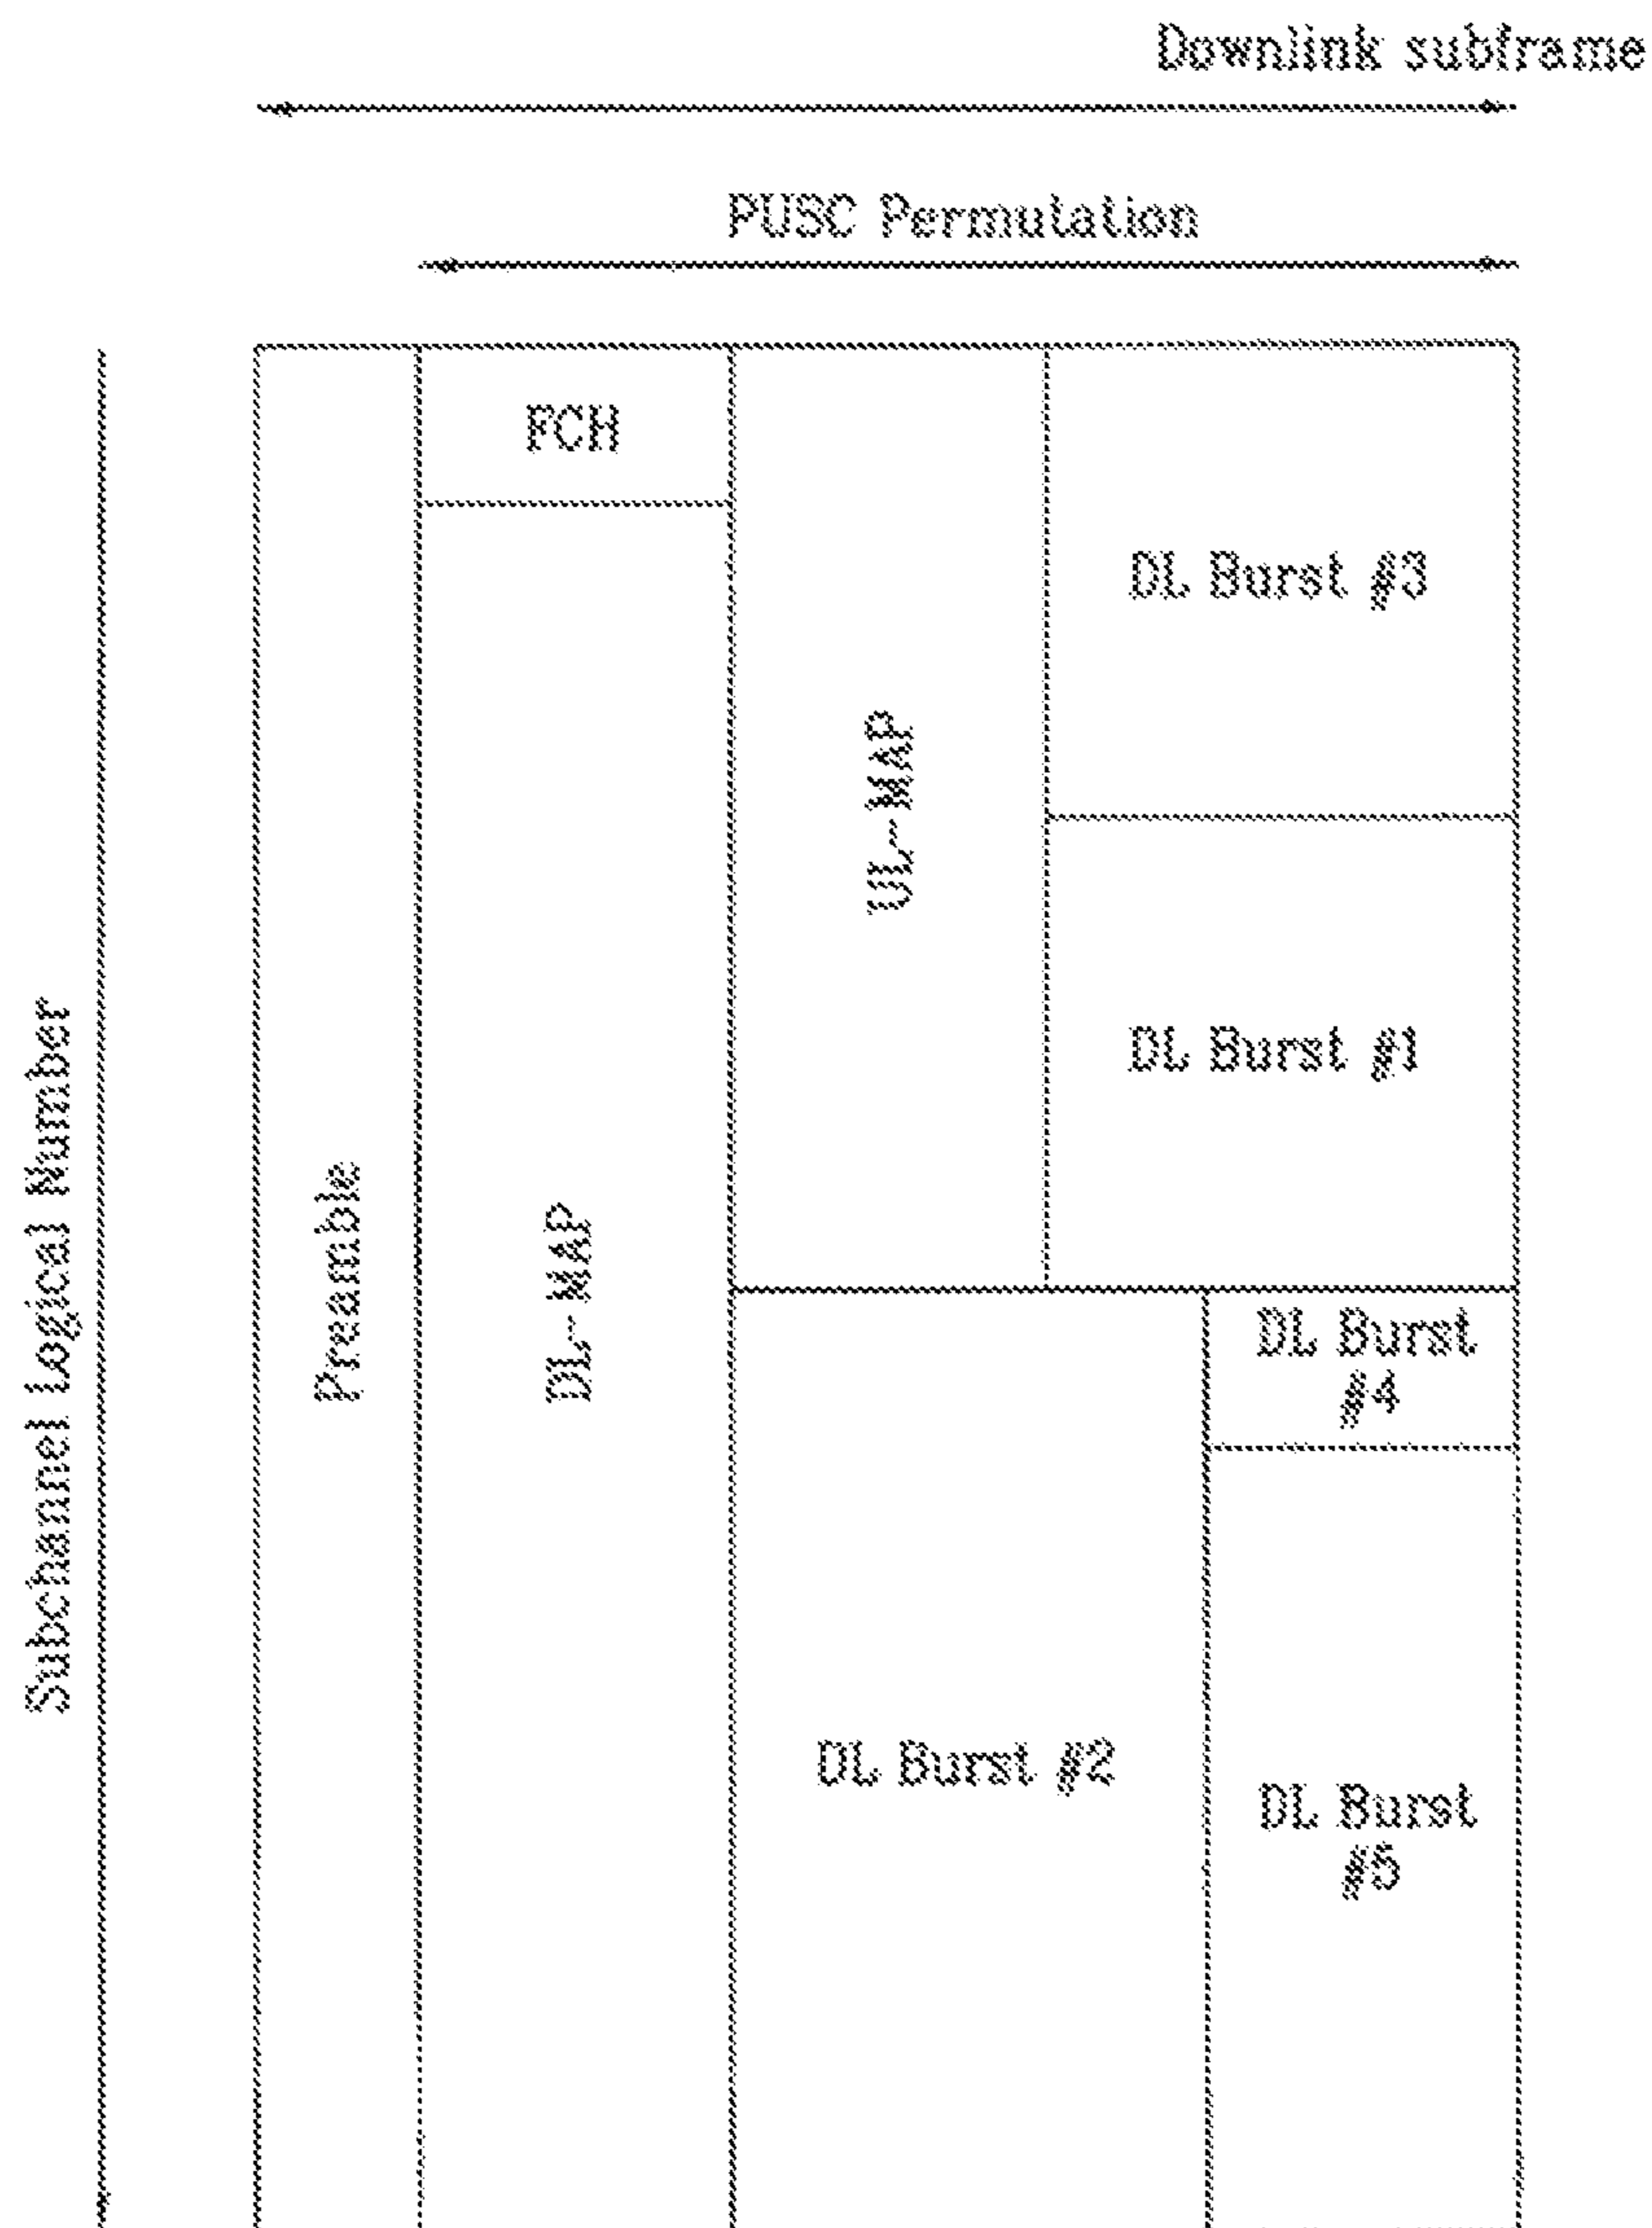 Downlink subframe
PUSC Permutation
FCH
DL Burst #3
UL-MAP
DL Burst #1
Subchannel Logical Number
Preamble
DL-MAP
DL Burst
#4
DL Burst #2
DL Burst
#5